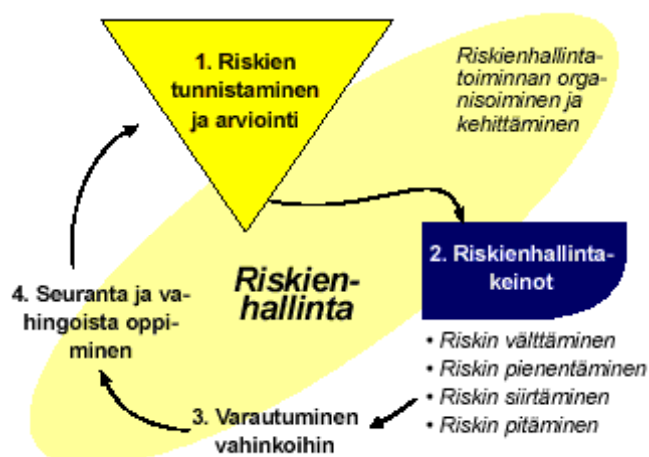 1. Riskien
tunnistaminen
ja arviointi
Riskienhallinta-
toiminnan orga-
nisoiminen ja
kehittäminen
2. Riskienhallinta-
keinot
• Riskin välttäminen
• Riskin pienentäminen
• Riskin siirtäminen
• Riskin pitäminen
3. Varautuminen
vahinkoihin
4. Seuranta ja va-
hingoista oppi-
minen
Riskien-
hallinta